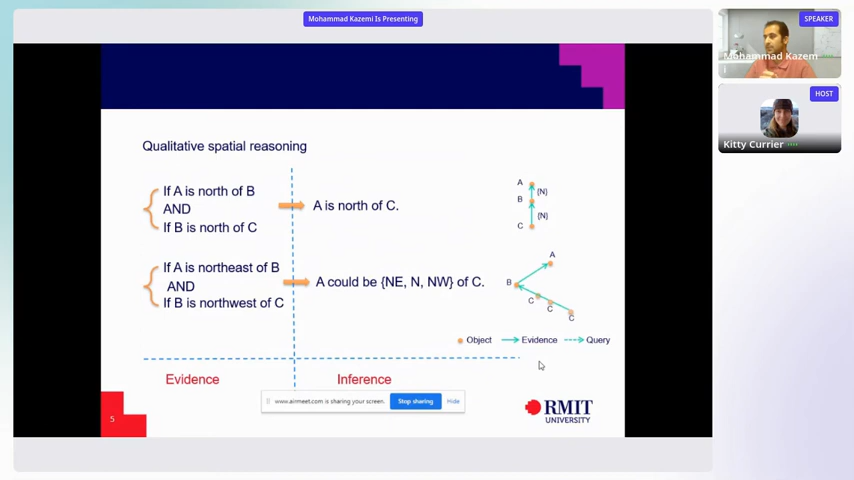 Mohammad Kazemi Is Presenting
SPEAKER
Mohammad Kazem
i
HOST
Kitty Currier
Qualitative spatial reasoning
If A is north of B
AND
If B is north of C
A is north of C.
A
{N}
B
{N}
C
If A is northeast of B
AND
If B is northwest of C
A could be {NE, N, NW} of C.
A
B
C
C
C
Object
Evidence
Query
Evidence
Inference
www.airmeet.com is sharing your screen.
Stop sharing
Hide
5
RMIT
UNIVERSITY